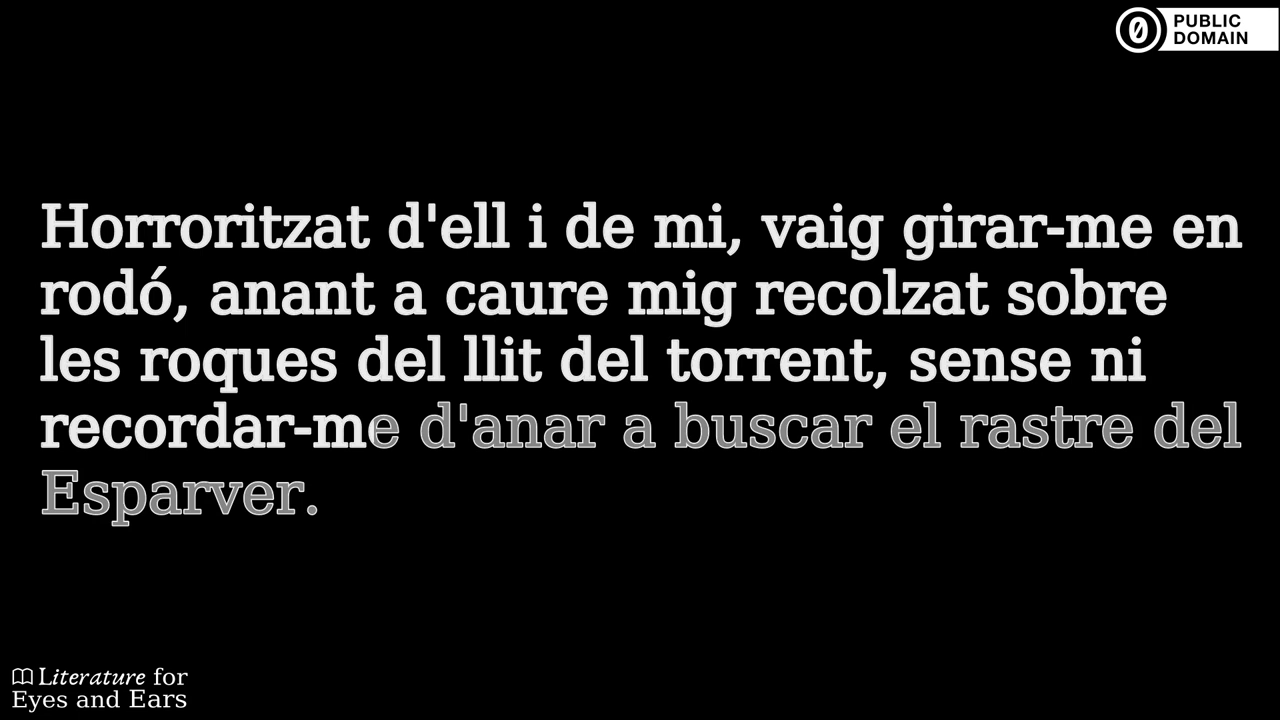 PUBLIC
DOMAIN
Horroritzat d'ell i de mi, vaig girar-me en
rodó, anant a caure mig recolzat sobre
les roques del llit del torrent, sense ni
recordar-me d'anar a buscar el rastre del
Esparver.
Literature for
Eyes and Ears